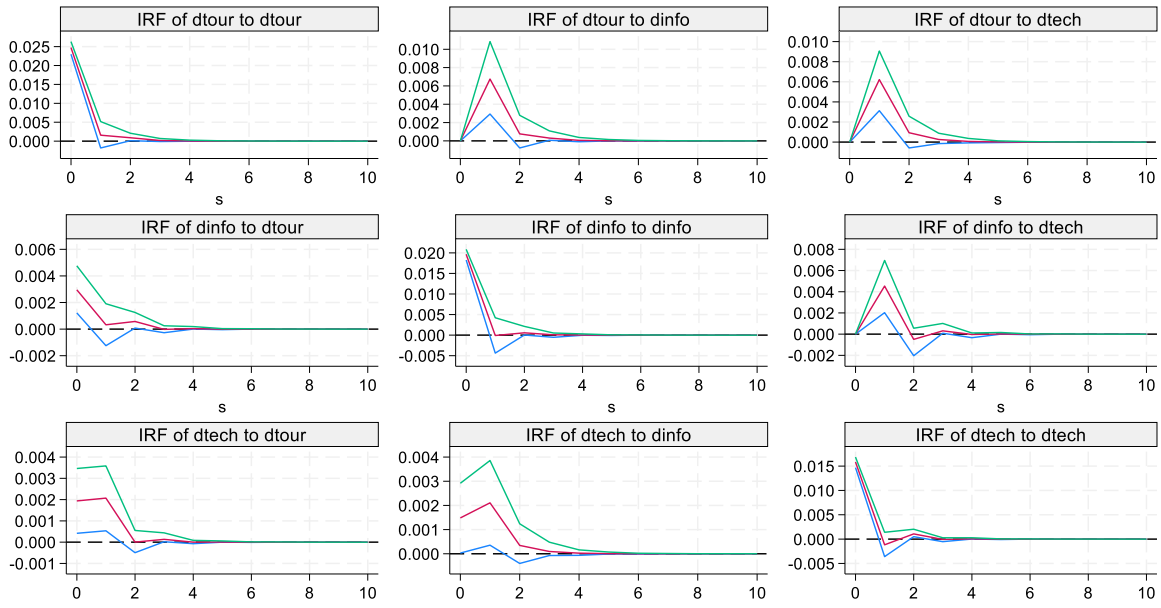 IRF of dtour to dtour
0.025
0.020
0.015
0.010
0.005
0.000
0 2 4 6 8 10
s
IRF of dtour to dinfo
0.010
0.008
0.006
0.004
0.002
0.000
0 2 4 6 8 10
IRF of dtour to dtech
0.010
0.008
0.006
0.004
0.002
0.000
0 2 4 6 8 10
s
IRF of dinfo to dtour
0.006
0.004
0.002
0.000
-0.002
0 2 4 6 8 10
s
IRF of dinfo to dinfo
0.020
0.015
0.010
0.005
0.000
-0.005
0 2 4 6 8 10
IRF of dinfo to dtech
0.008
0.006
0.004
0.002
0.000
-0.002
0 2 4 6 8 10
s
IRF of dtech to dtour
0.004
0.003
0.002
0.001
0.000
-0.001
0 2 4 6 8 10
IRF of dtech to dinfo
0.004
0.003
0.002
0.001
0.000
0 2 4 6 8 10
IRF of dtech to dtech
0.015
0.010
0.005
0.000
-0.005
0 2 4 6 8 10